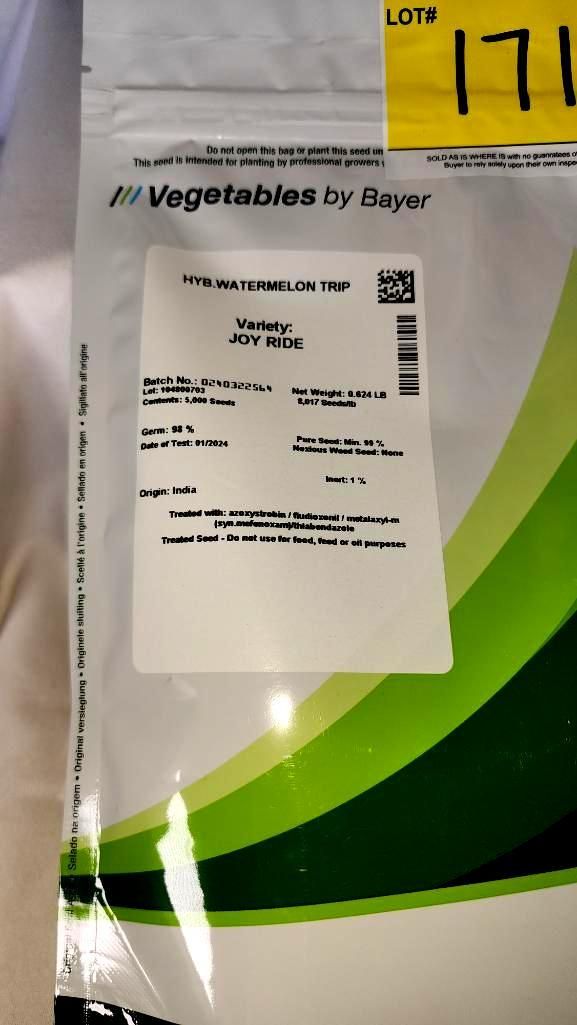 LOT#
171
SOLD AS IS WHERE IS with no guarantees
Buyer to rely solely upon their own
Do not open this bag or plant this seed
This seed is intended for planting by professional growers
Vegetables by Bayer
HYB.WATERMELON TRIP
Variety:
JOY RIDE
Batch No.: 0240322564
Lot: 104800703
Contents: 5,000 Seeds
Net Weight: 0.624 LB
8,017 Seeds/lb
Germ: 98 %
Date of Test: 01/2024
Pure Seed: Min. 99 %
Noxious Weed Seed: None
Inert: 1 %
Origin: India
Treated with: azoxystrobin / fludioxonil / metalaxyl-m
(syn.mefenoxam)/thiabendazole
Treated Seed - Do not use for food, feed or oil purposes
Selado na origem • Original versieglung • Originele sluiting • Scellé à l'origine • Sellado en origen • Sigillato all'origine